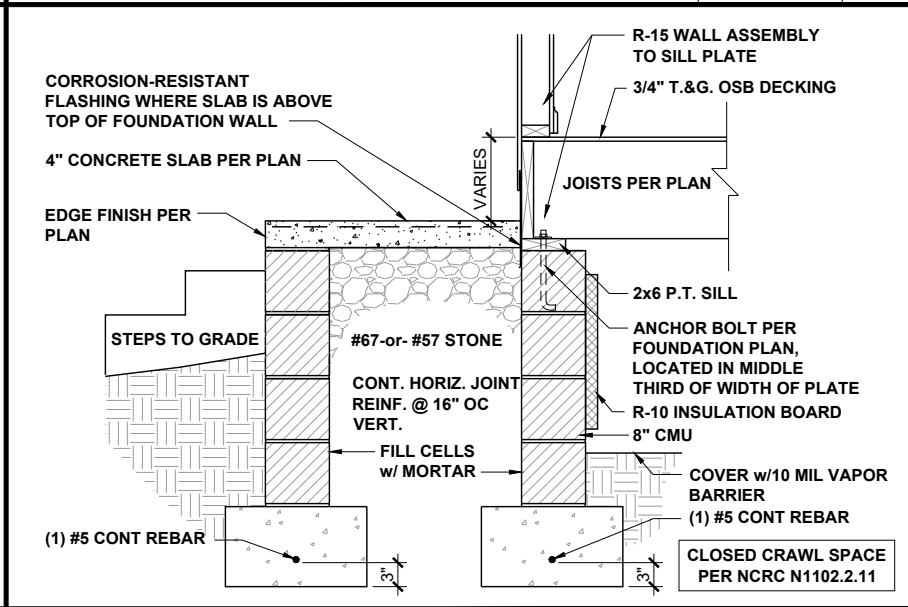 CORROSION-RESISTANT
FLASHING WHERE SLAB IS ABOVE
TOP OF FOUNDATION WALL
4" CONCRETE SLAB PER PLAN
EDGE FINISH PER
PLAN
STEPS TO GRADE
(1) #5 CONT REBAR
3"
VARIES
#67-or- #57 STONE
CONT. HORIZ. JOINT
REINF. @ 16" OC
VERT.
FILL CELLS
w/ MORTAR
R-15 WALL ASSEMBLY
TO SILL PLATE
3/4" T.&G. OSB DECKING
JOISTS PER PLAN
2x6 P.T. SILL
ANCHOR BOLT PER
FOUNDATION PLAN,
LOCATED IN MIDDLE
THIRD OF WIDTH OF PLATE
R-10 INSULATION BOARD
8" CMU
COVER w/10 MIL VAPOR
BARRIER
(1) #5 CONT REBAR
3"
CLOSED CRAWL SPACE
PER NCRC N1102.2.11